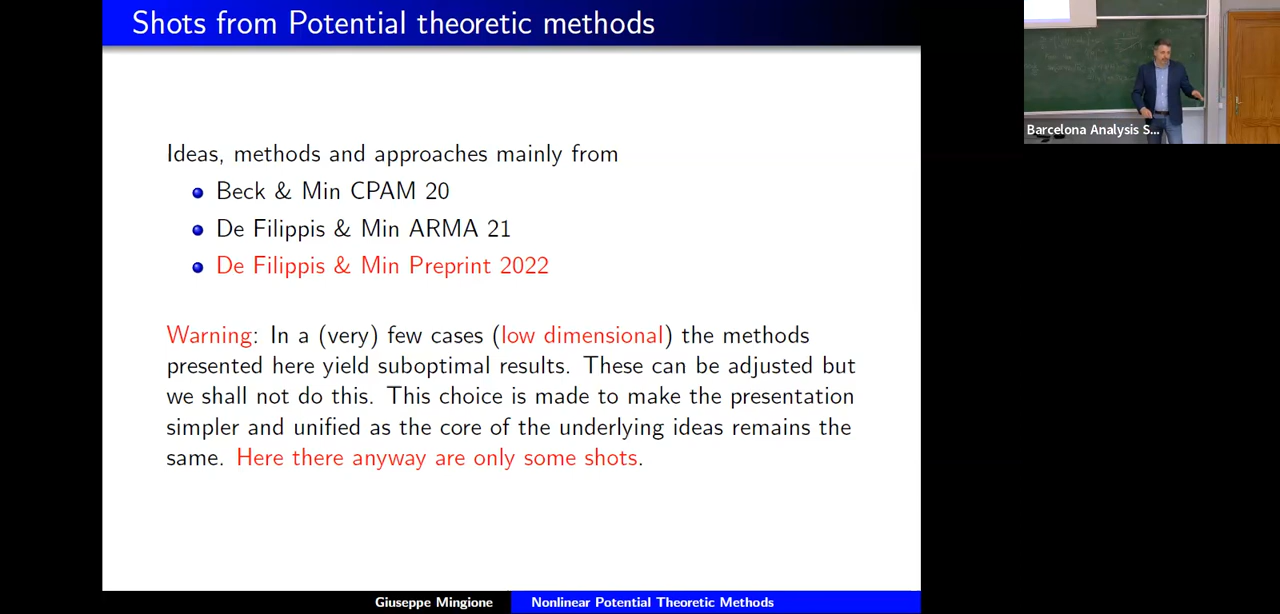 Shots from Potential theoretic methods
Ideas, methods and approaches mainly from
Beck & Min CPAM 20
De Filippis & Min ARMA 21
De Filippis & Min Preprint 2022
Warning: In a (very) few cases (low dimensional) the methods
presented here yield suboptimal results. These can be adjusted but
we shall not do this. This choice is made to make the presentation
simpler and unified as the core of the underlying ideas remains the
same. Here there anyway are only some shots.
Giuseppe Mingione
Nonlinear Potential Theoretic Methods
Barcelona Analysis S...